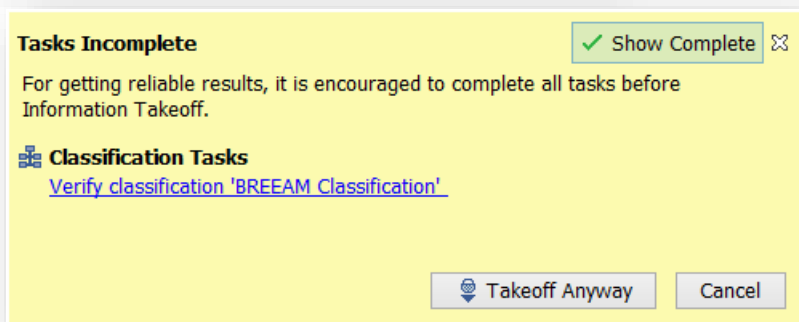 Tasks Incomplete
Show Complete
For getting reliable results, it is encouraged to complete all tasks before
Information Takeoff.
Classification Tasks
Verify classification 'BREEAM Classification'
Takeoff Anyway
Cancel